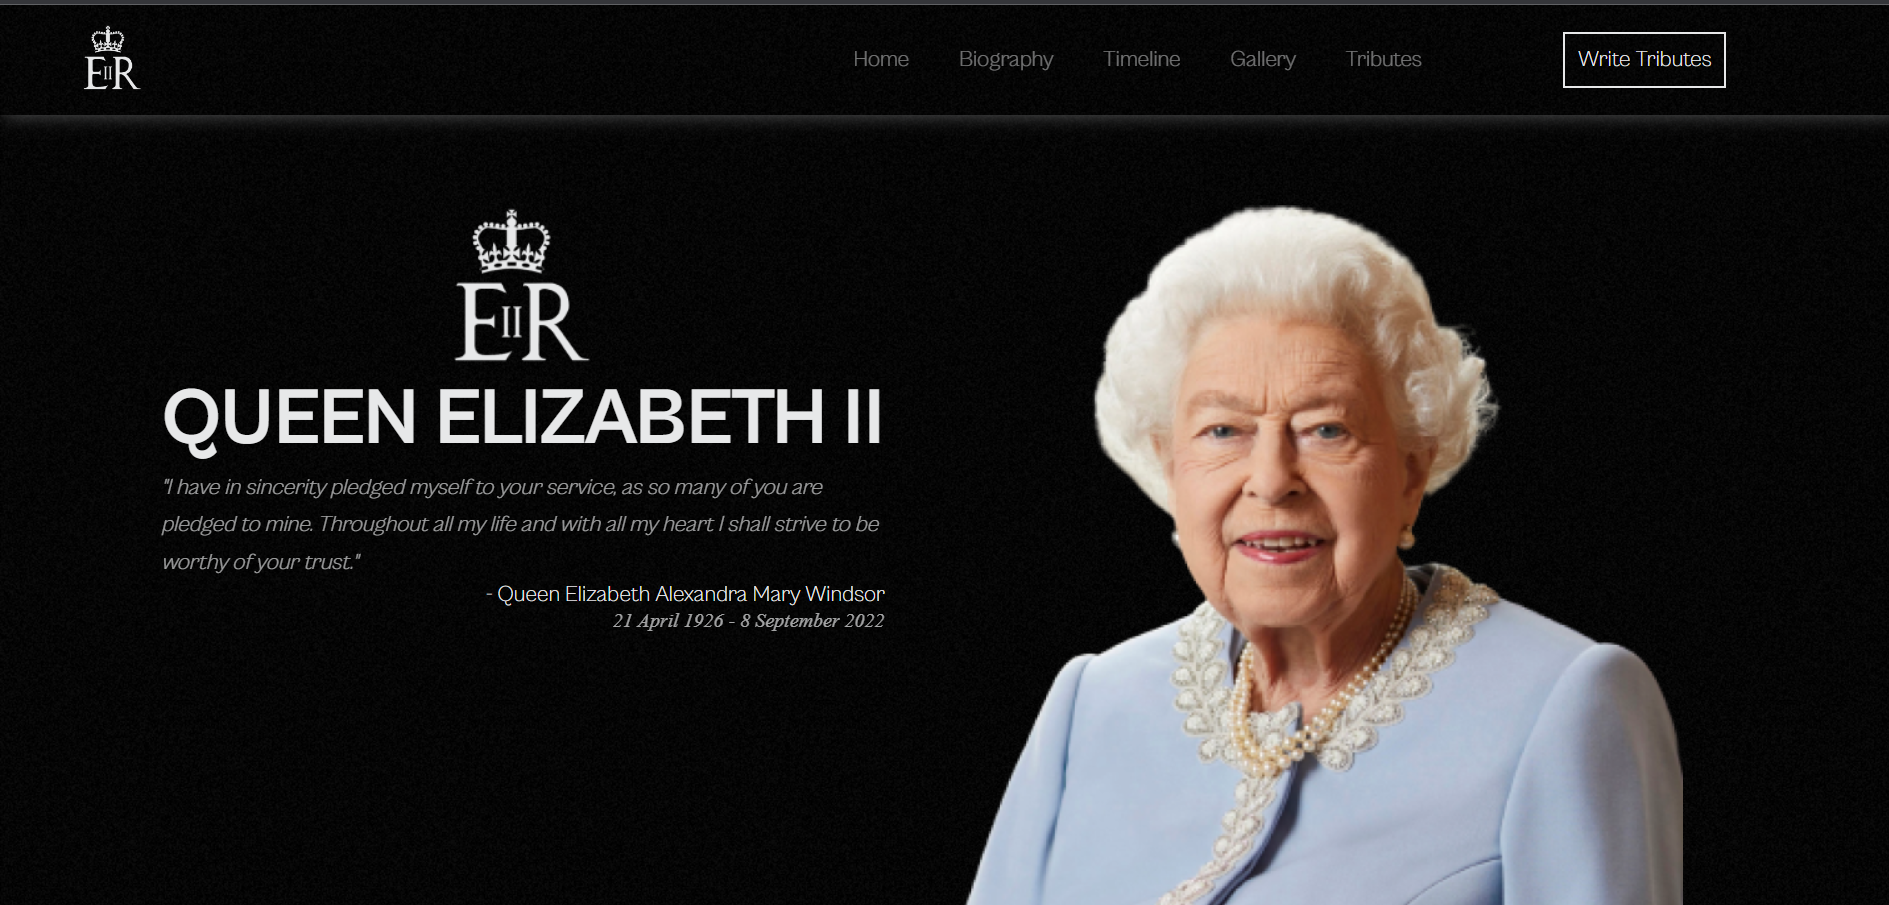 EIIR
Home Biography Timeline Gallery Tributes Write Tributes
EIIR
QUEEN ELIZABETH II
"I have in sincerity pledged myself to your service, as so many of you are
pledged to mine. Throughout all my life and with all my heart I shall strive to be
worthy of your trust."
- Queen Elizabeth Alexandra Mary Windsor
21 April 1926 - 8 September 2022